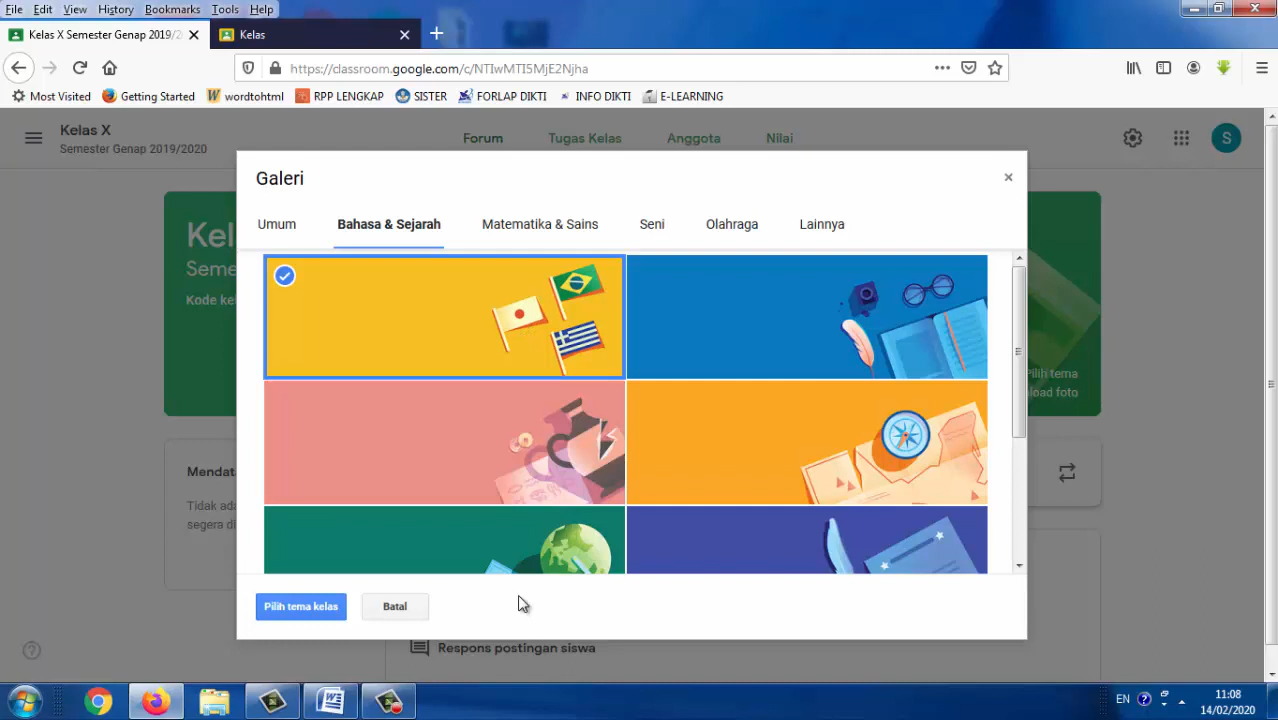 File Edit View History Bookmarks Tools Help
Kelas X Semester Genap 2019/2
Kelas
https://classroom.google.com/c/NTIwMTI5MjE2Njha
Most Visited Getting Started wordtohtml RPP LENGKAP SISTER FORLAP DIKTI INFO DIKTI E-LEARNING
Kelas X
Semester Genap 2019/2020
Forum Tugas Kelas Anggota Nilai
S
Galeri
Umum Bahasa & Sejarah Matematika & Sains Seni Olahraga Lainnya
Kel
Seme
Kode kel
Pilih tema
load foto
Mendat
Tidak ada
segera di
Pilih tema kelas Batal
Respons postingan siswa
EN
11:08
14/02/2020